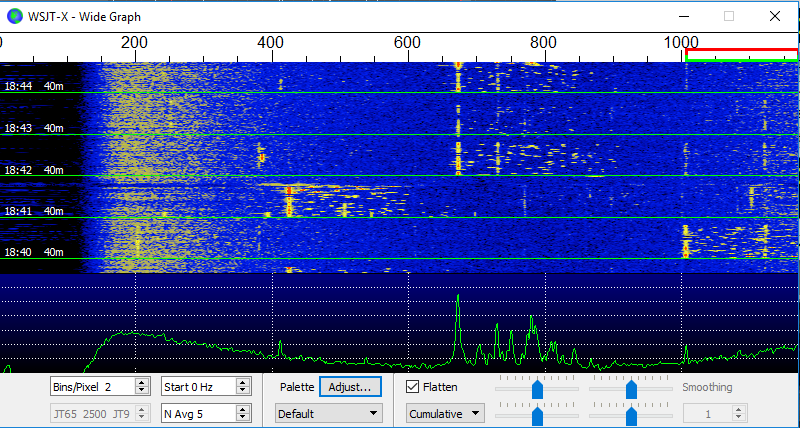 WSJT-X - Wide Graph
0 200 400 600 800 1000
18:44 40m
18:43 40m
18:42 40m
18:41 40m
18:40 40m
Bins/Pixel 2 Start 0 Hz Palette Adjust... Flatten Smoothing
JT65 2500 JT9 N Avg 5 Default Cumulative 1